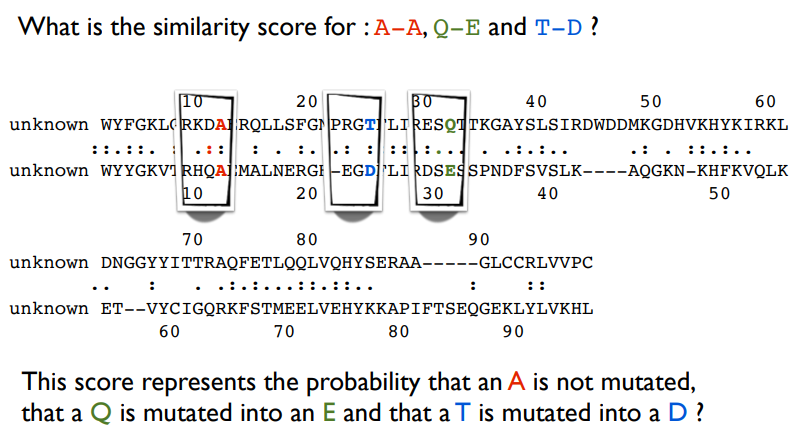 What is the similarity score for : A–A, Q–E and T–D ?
10 20 30 40 50 60
unknown WYFGKLGRKDAERQLLSFGNPRGTFLIRESQTTKGAYSLSIRDWDDMKGDHVKHYKIRKL
unknown WYYGKVTRHQAEMALNERGH-EGDFLIRDSESSPNDFSVSLK----AQGKN-KHFKVQLK
10 20 30 40 50
70 80 90
unknown DNGGYYITTRAQFETLQQLVQHYSERAA-----GLCCRLVVPC
unknown ET--VYCIGQRKFSTMEELVEHYKKAPIFTSEQGEKLYLVKHL
60 70 80 90
This score represents the probability that an A is not mutated,
that a Q is mutated into an E and that a T is mutated into a D ?